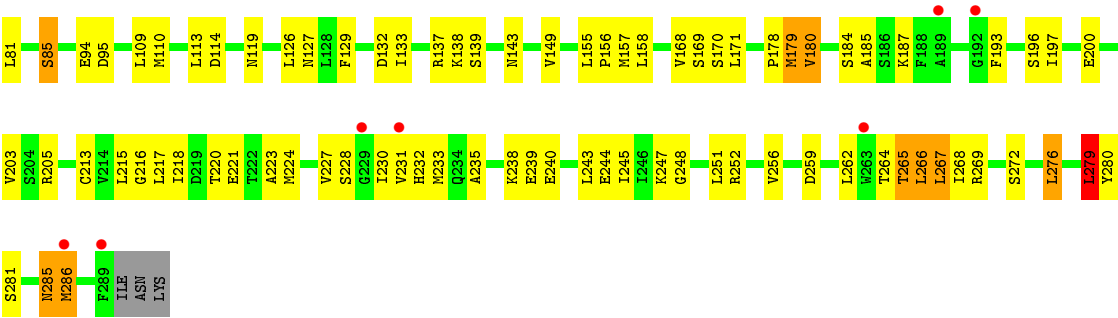 L81 S85 E94 D95 L109 M110 L113 D114 N119 L126 N127 L128 F129 D132 I133 R137 K138 S139 N143 V149 L155 P156 M157 L158 V168 S169 S170 L171 P178 M179 V180 S184 A185 S186 K187 F188 A189 G192 F193 S196 I197 E200
V203 S204 R205 C213 V214 L215 G216 L217 I218 D219 T220 E221 T222 A223 M224 V227 S228 G229 I230 V231 H232 M233 Q234 A235 K238 E239 E240 L243 E244 I245 I246 K247 G248 L251 R252 V256 D259 L262 W263 T264 T265 L266 L267 I268 R269 S272 L276 L279 Y280
S281 N285 M286 F289 ILE ASN LYS